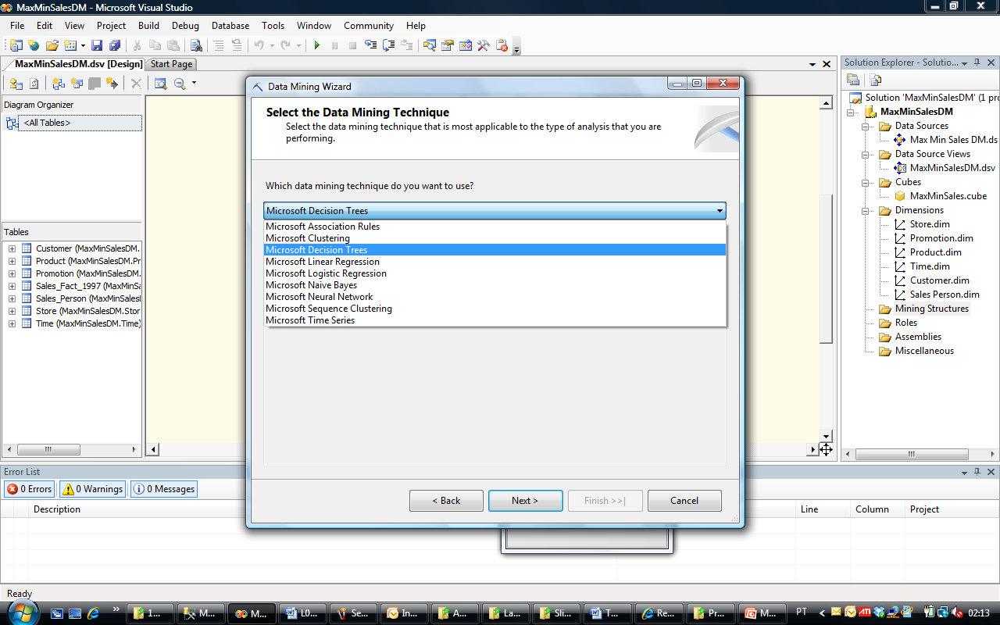 MaxMinSalesDM - Microsoft Visual Studio
File Edit View Project Build Debug Database Tools Window Community Help
MaxMinSalesDM.dsv [Design] Start Page
Diagram Organizer
<All Tables>
Tables
Customer (MaxMinSalesDM.
Product (MaxMinSalesDM.Pr
Promotion (MaxMinSalesDM.
Sales_Fact_1997 (MaxMinSa
Sales_Person (MaxMinSalesI
Store (MaxMinSalesDM.Stor
Time (MaxMinSalesDM.Time)
Data Mining Wizard
Select the Data Mining Technique
Select the data mining technique that is most applicable to the type of analysis that you are
performing.
Which data mining technique do you want to use?
Microsoft Decision Trees
Microsoft Association Rules
Microsoft Clustering
Microsoft Decision Trees
Microsoft Linear Regression
Microsoft Logistic Regression
Microsoft Naive Bayes
Microsoft Neural Network
Microsoft Sequence Clustering
Microsoft Time Series
< Back Next > Finish >>| Cancel
Solution Explorer - Solutio...
Solution 'MaxMinSalesDM' (1 pro
MaxMinSalesDM
Data Sources
Max Min Sales DM.ds
Data Source Views
MaxMinSalesDM.dsv
Cubes
MaxMinSales.cube
Dimensions
Store.dim
Promotion.dim
Product.dim
Time.dim
Customer.dim
Sales Person.dim
Mining Structures
Roles
Assemblies
Miscellaneous
Error List
0 Errors 0 Warnings 0 Messages
Description Line Column Project
Ready
1... M... M... L0... Se... In... A... La... Sli... T... Re... Pr... M... PT ATI 02:13